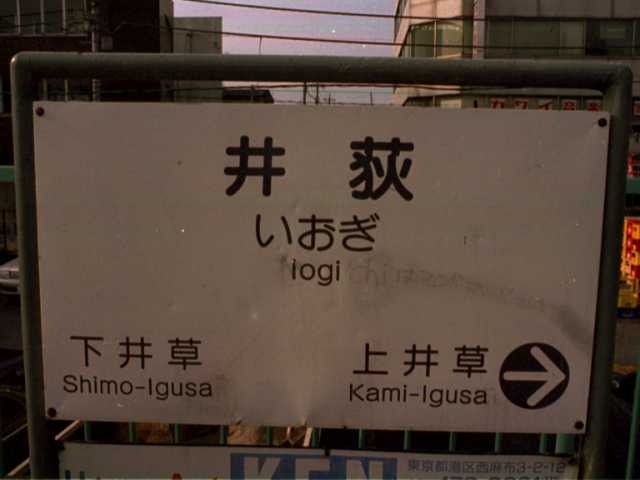 井荻
いおぎ
Iogi
下井草
Shimo-Igusa
上井草
Kami-Igusa
東京都港区西麻布3-2-12